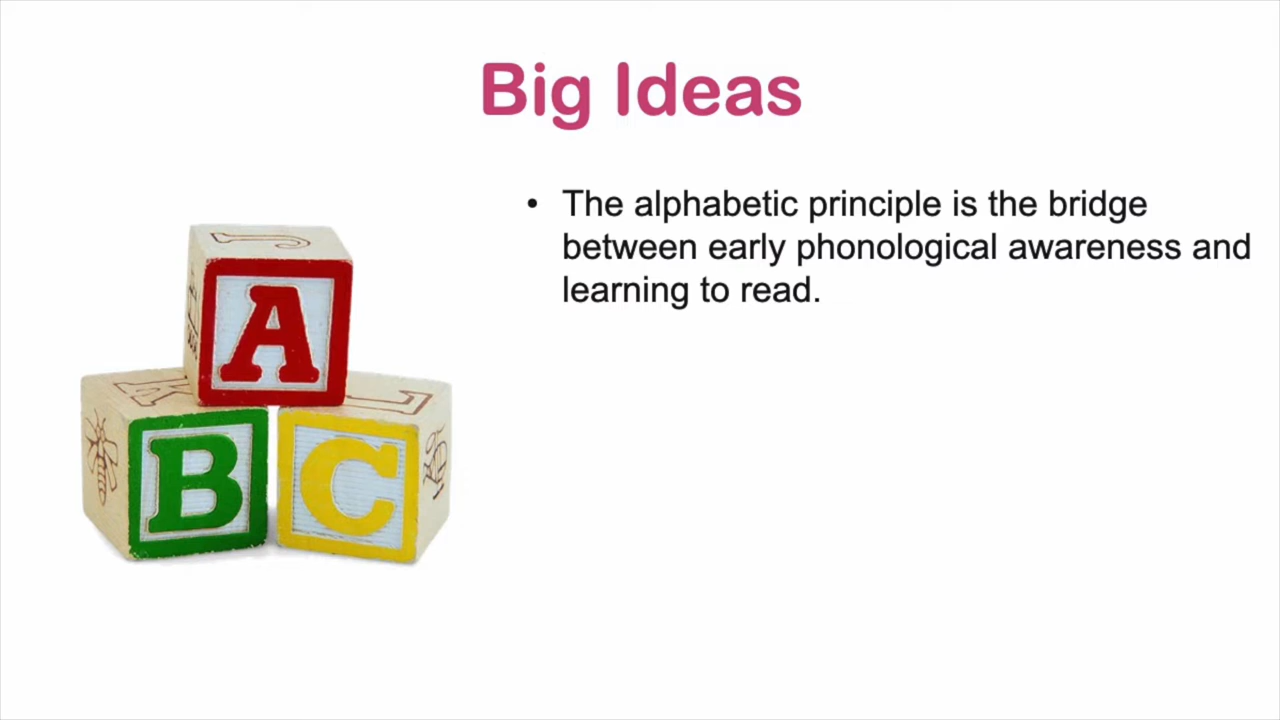 Big Ideas
• The alphabetic principle is the bridge
between early phonological awareness and
learning to read.
J
A
L
B
C